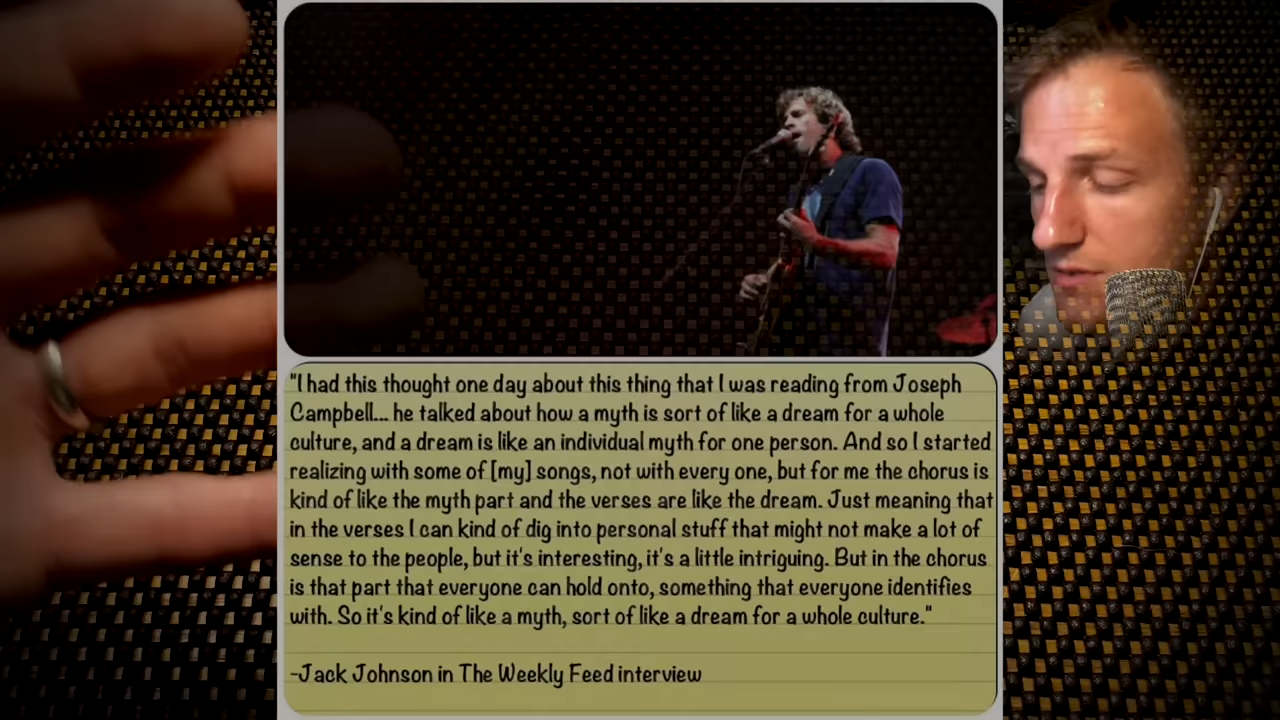 "I had this thought one day about this thing that I was reading from Joseph
Campbell... he talked about how a myth is sort of like a dream for a whole
culture, and a dream is like an individual myth for one person. And so I started
realizing with some of [my] songs, not with every one, but for me the chorus is
kind of like the myth part and the verses are like the dream. Just meaning that
in the verses I can kind of dig into personal stuff that might not make a lot of
sense to the people, but it's interesting, it's a little intriguing. But in the chorus
is that part that everyone can hold onto, something that everyone identifies
with. So it's kind of like a myth, sort of like a dream for a whole culture."
-Jack Johnson in The Weekly Feed interview